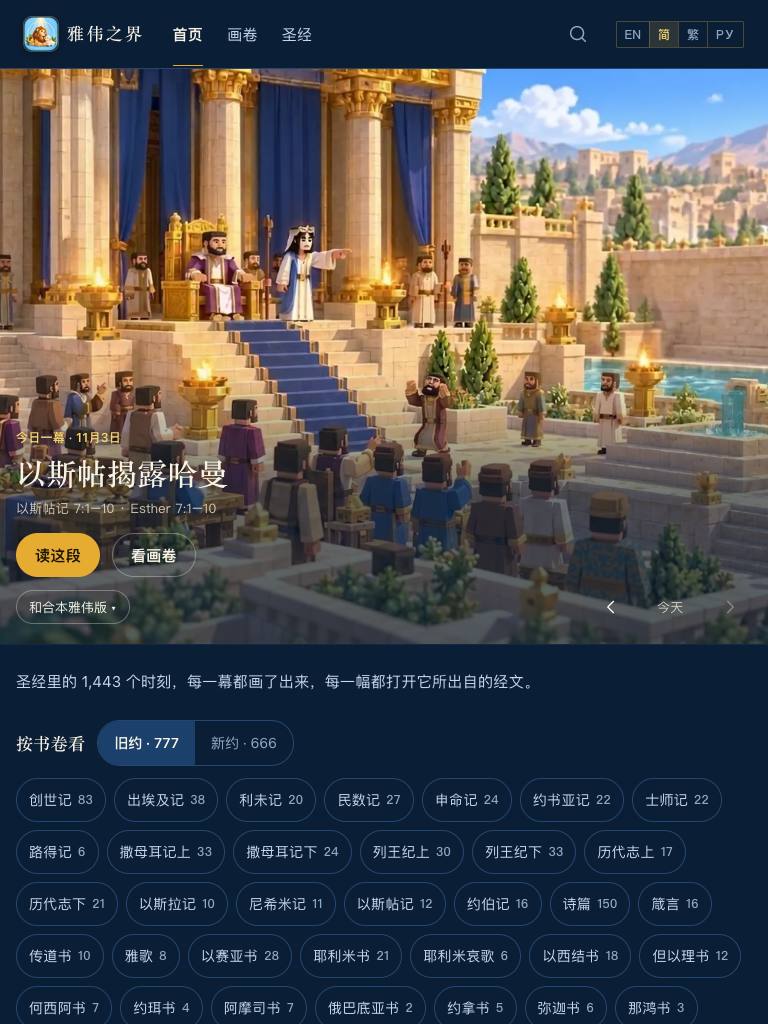 雅伟之界 首页 画卷 圣经 EN 简 繁 РУ
今日一幕 · 11月3日
以斯帖揭露哈曼
以斯帖记 7:1–10 · Esther 7:1–10
读这段 看画卷
和合本雅伟版 ▾ 今天
圣经里的 1,443 个时刻，每一幕都画了出来，每一幅都打开它所出自的经文。
按书卷看 旧约 · 777 新约 · 666
创世记 83 出埃及记 38 利未记 20 民数记 27 申命记 24 约书亚记 22 士师记 22
路得记 6 撒母耳记上 33 撒母耳记下 24 列王纪上 30 列王纪下 33 历代志上 17
历代志下 21 以斯拉记 10 尼希米记 11 以斯帖记 12 约伯记 16 诗篇 150 箴言 16
传道书 10 雅歌 8 以赛亚书 28 耶利米书 21 耶利米哀歌 6 以西结书 18 但以理书 12
何西阿书 7 约珥书 4 阿摩司书 7 俄巴底亚书 2 约拿书 5 弥迦书 6 那鸿书 3